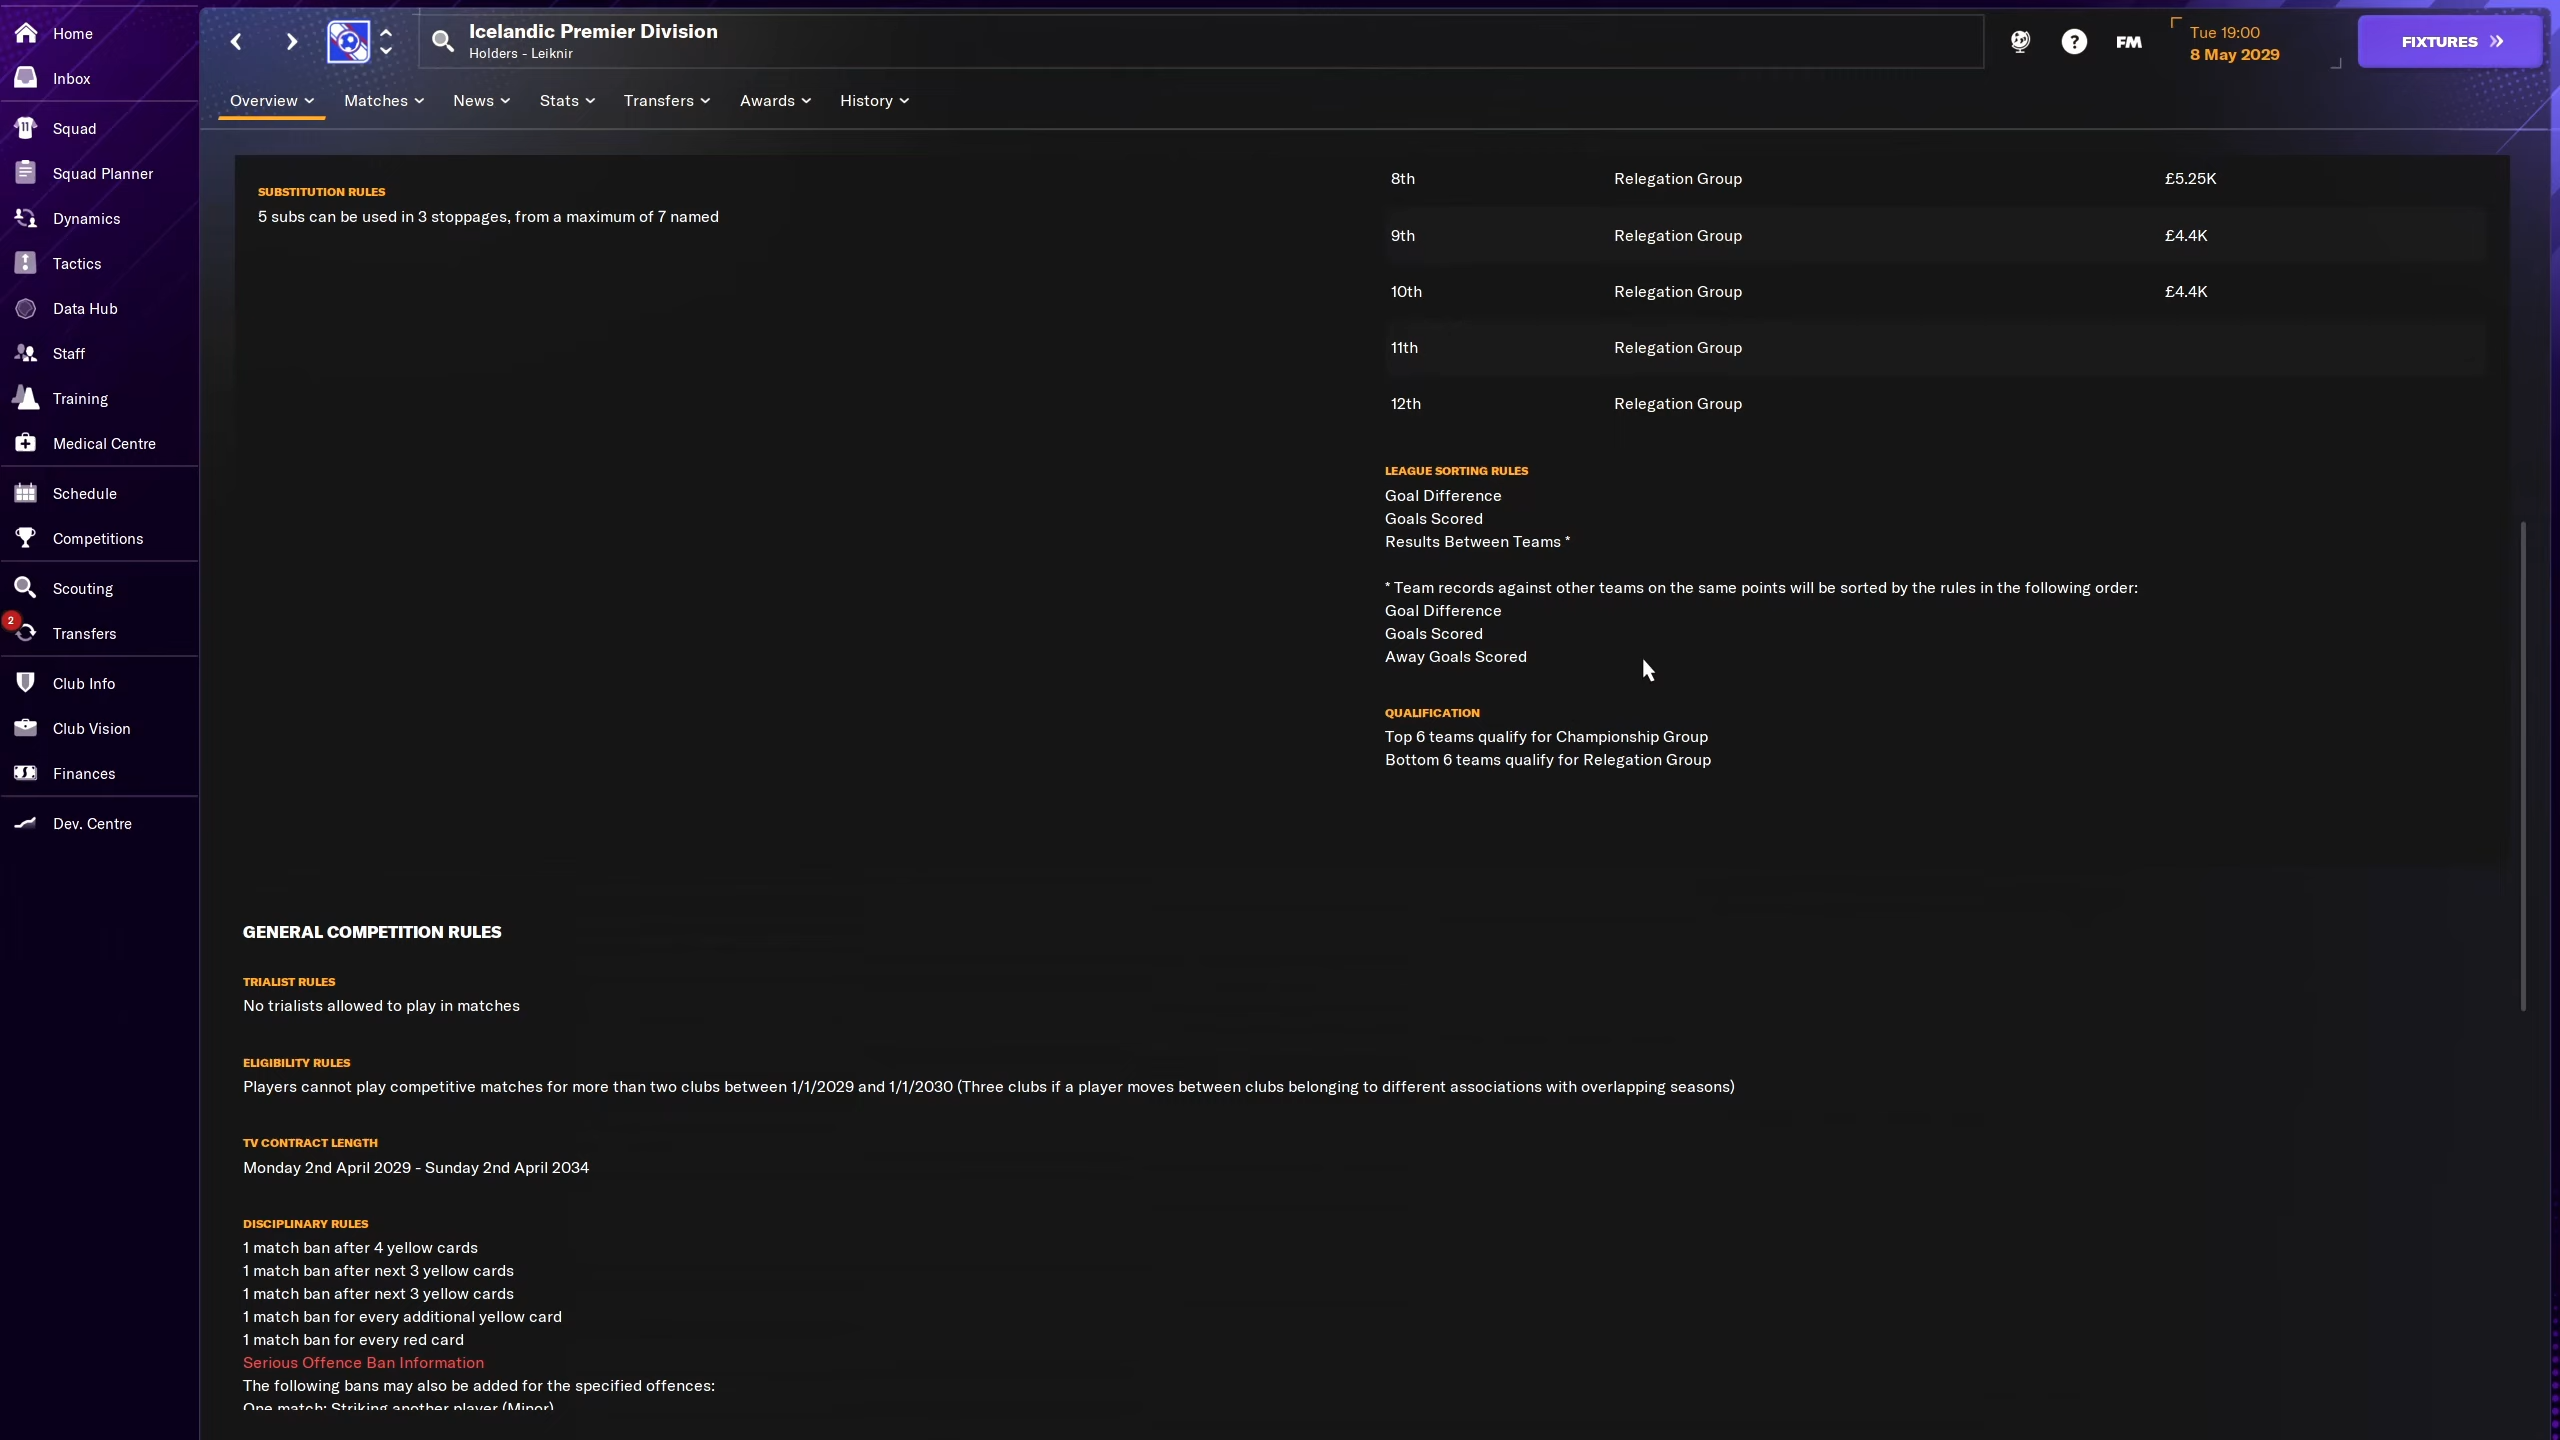 Home
Inbox
Squad
Squad Planner
Dynamics
Tactics
Data Hub
Staff
Training
Medical Centre
Schedule
Competitions
Scouting
2
Transfers
Club Info
Club Vision
Finances
Dev. Centre
Icelandic Premier Division
Holders - Leiknir
FM
Tue 19:00
8 May 2029
FIXTURES
Overview
Matches
News
Stats
Transfers
Awards
History
SUBSTITUTION RULES
5 subs can be used in 3 stoppages, from a maximum of 7 named
8th Relegation Group £5.25K
9th Relegation Group £4.4K
10th Relegation Group £4.4K
11th Relegation Group
12th Relegation Group
LEAGUE SORTING RULES
Goal Difference
Goals Scored
Results Between Teams *
* Team records against other teams on the same points will be sorted by the rules in the following order:
Goal Difference
Goals Scored
Away Goals Scored
QUALIFICATION
Top 6 teams qualify for Championship Group
Bottom 6 teams qualify for Relegation Group
GENERAL COMPETITION RULES
TRIALIST RULES
No trialists allowed to play in matches
ELIGIBILITY RULES
Players cannot play competitive matches for more than two clubs between 1/1/2029 and 1/1/2030 (Three clubs if a player moves between clubs belonging to different associations with overlapping seasons)
TV CONTRACT LENGTH
Monday 2nd April 2029 - Sunday 2nd April 2034
DISCIPLINARY RULES
1 match ban after 4 yellow cards
1 match ban after next 3 yellow cards
1 match ban after next 3 yellow cards
1 match ban for every additional yellow card
1 match ban for every red card
Serious Offence Ban Information
The following bans may also be added for the specified offences:
One match: Striking another player (Minor)